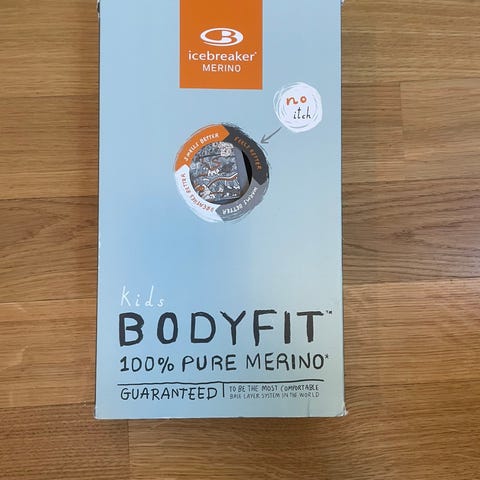 icebreaker®
MERINO
no
itch
SMELLS BETTER
FEELS BETTER
WARMS BETTER
BREATHES BETTER
kids
BODYFIT™
100% PURE MERINO*
GUARANTEED
TO BE THE MOST COMFORTABLE
BASE LAYER SYSTEM IN THE WORLD